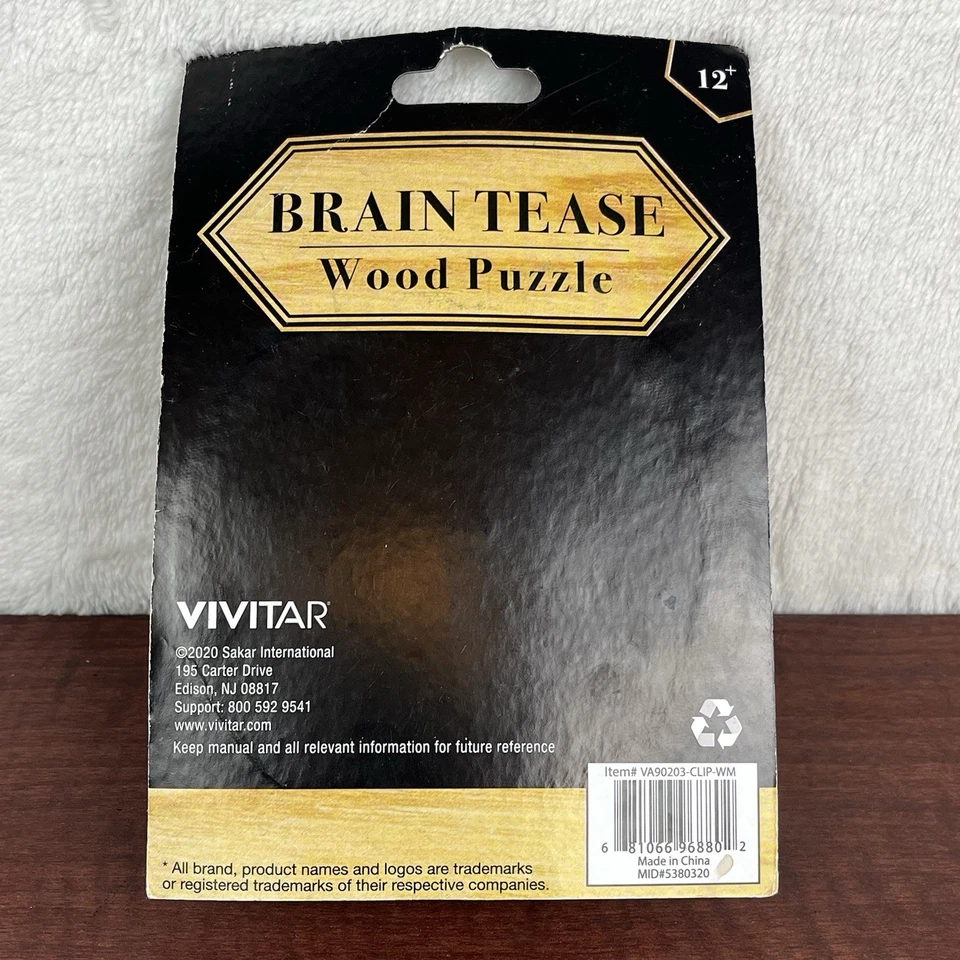 12+
BRAIN TEASE
Wood Puzzle
VIVITAR®
©2020 Sakar International
195 Carter Drive
Edison, NJ 08817
Support: 800 592 9541
www.vivitar.com
Keep manual and all relevant information for future reference
Item# VA90203-CLIP-WM
6 81066 96880 2
Made in China
MID#5380320
* All brand, product names and logos are trademarks
or registered trademarks of their respective companies.